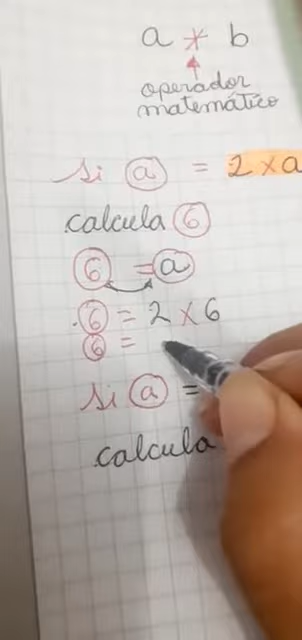 a * b
operador
matemático
si a = 2 x a
calcula 6
6 = a
6 = 2 x 6
6 =
si a =
calcula